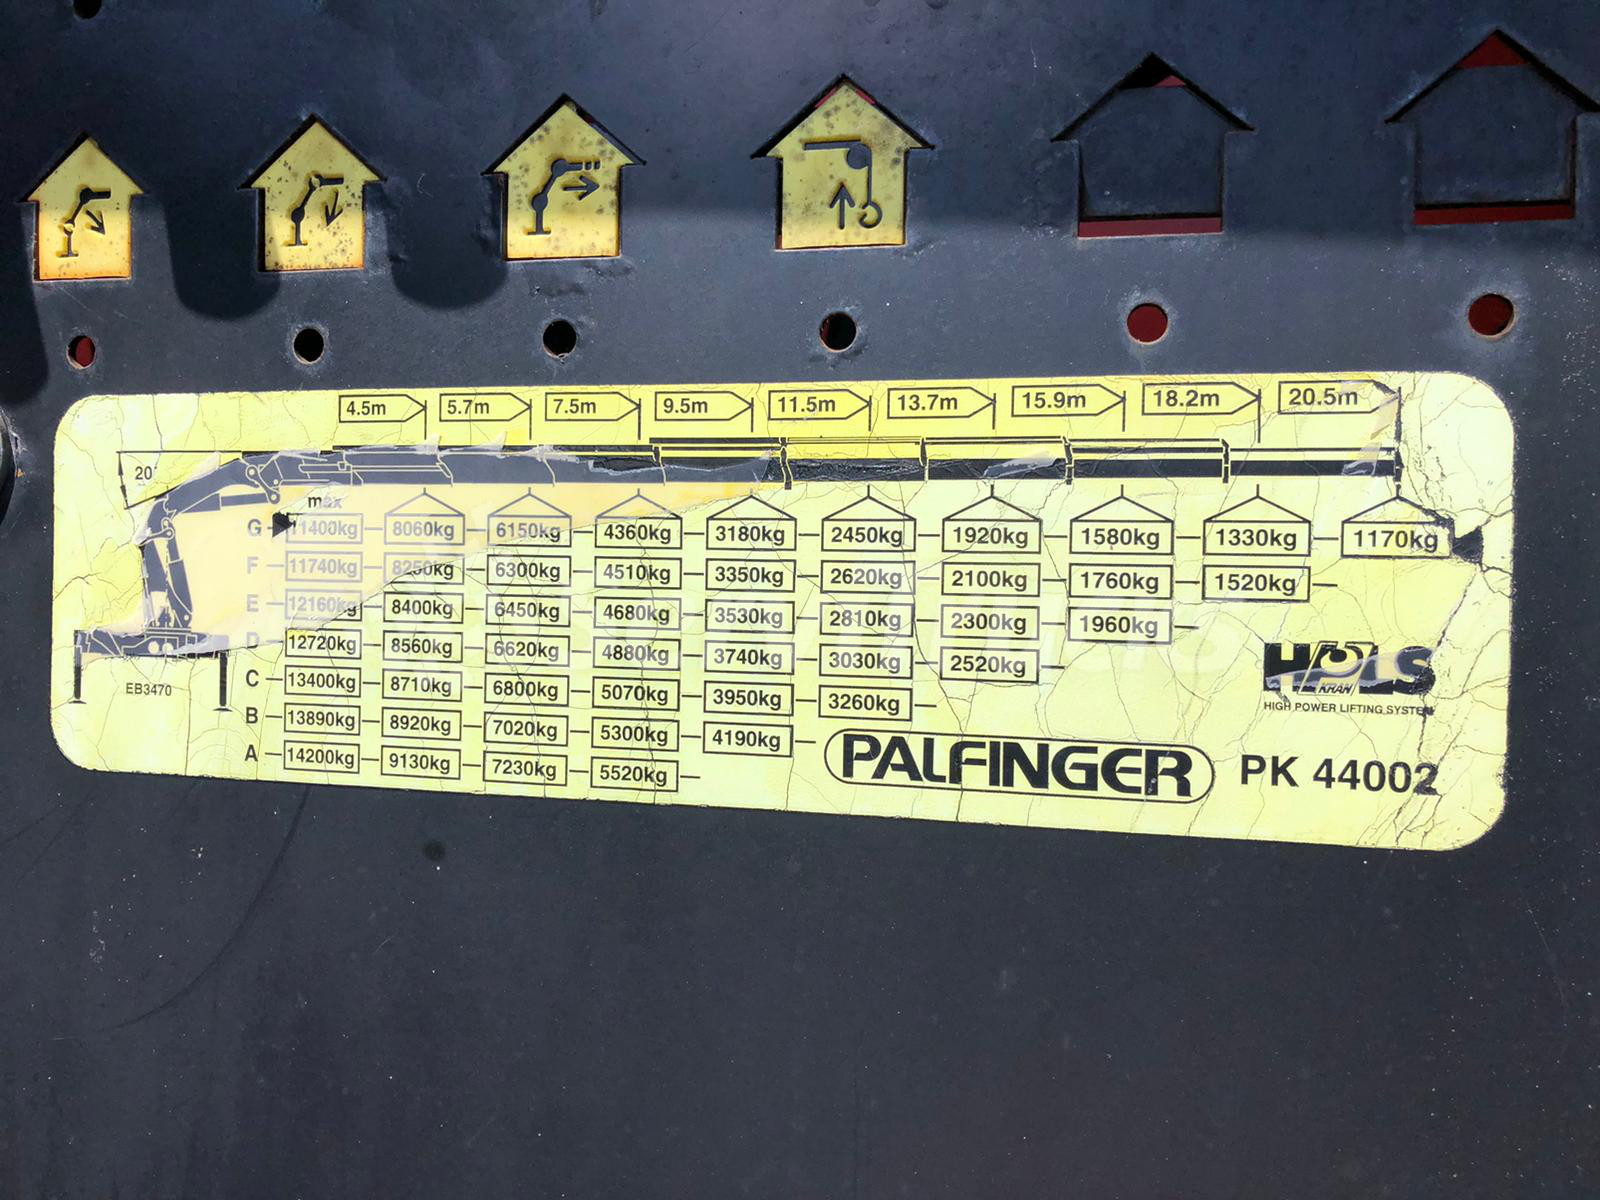 4.5m 5.7m 7.5m 9.5m 11.5m 13.7m 15.9m 18.2m 20.5m
20°
max
G 11400kg 8060kg 6150kg 4360kg 3180kg 2450kg 1920kg 1580kg 1330kg 1170kg
F 11740kg 8250kg 6300kg 4510kg 3350kg 2620kg 2100kg 1760kg 1520kg
E 12160kg 8400kg 6450kg 4680kg 3530kg 2810kg 2300kg 1960kg
D 12720kg 8560kg 6620kg 4880kg 3740kg 3030kg 2520kg
C 13400kg 8710kg 6800kg 5070kg 3950kg 3260kg
B 13890kg 8920kg 7020kg 5300kg 4190kg
A 14200kg 9130kg 7230kg 5520kg
EB3470
HPLS
KRAN
HIGH POWER LIFTING SYSTEM
PALFINGER PK 44002